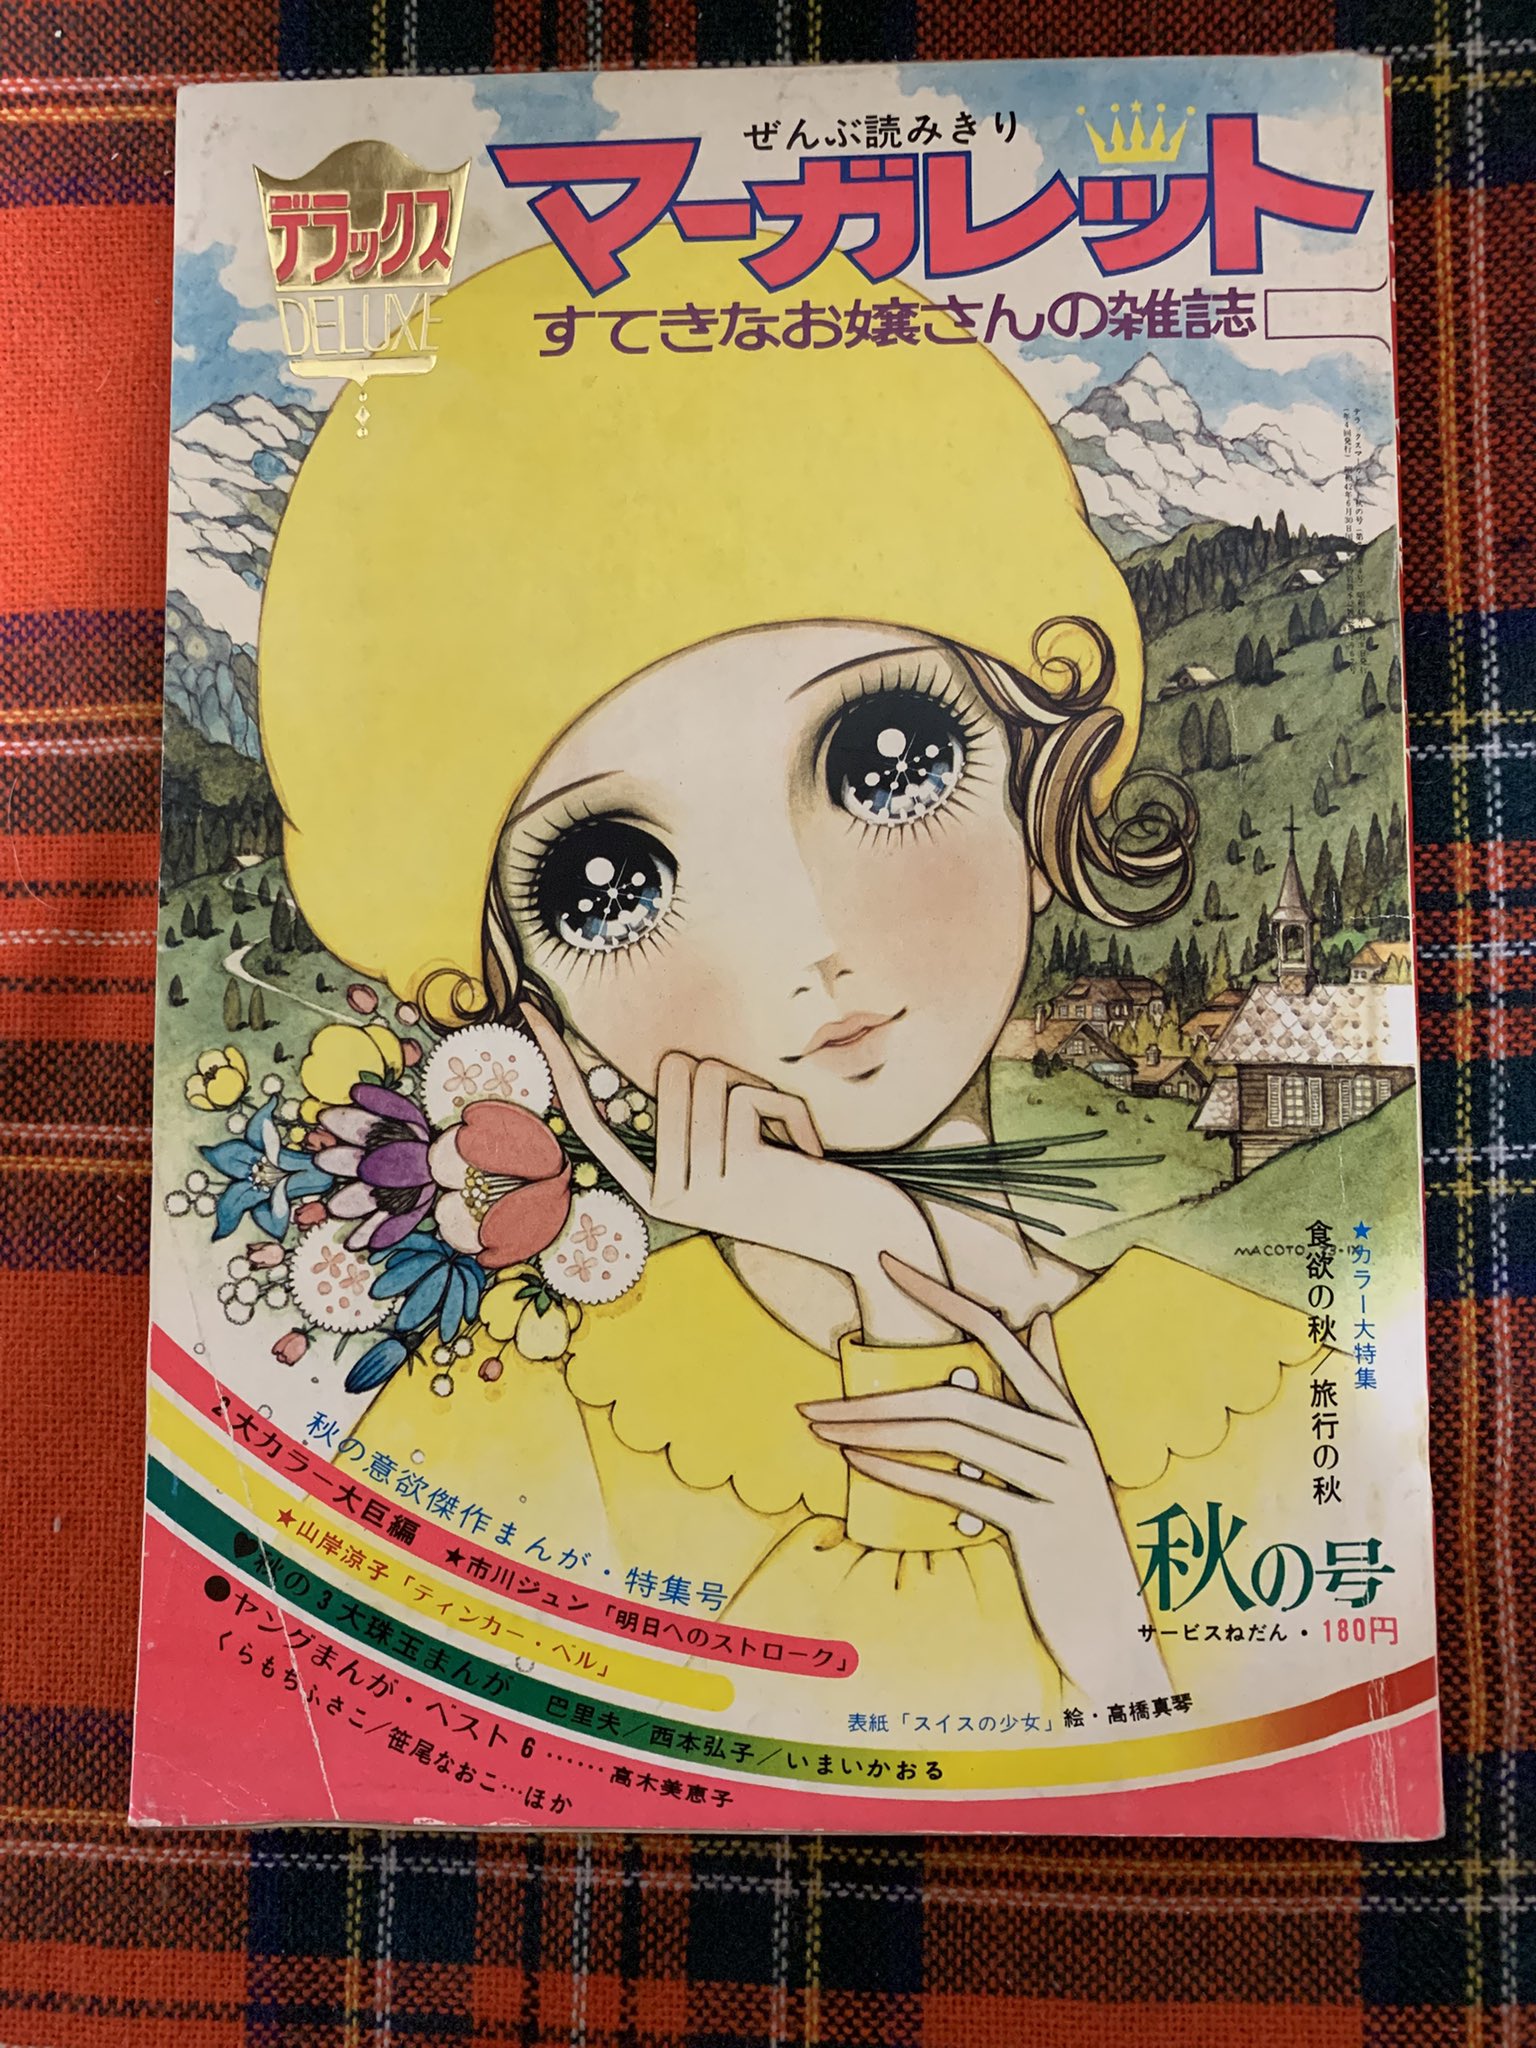 ぜんぶ読みきり
デラックス
DELUXE
マーガレット
すてきなお嬢さんの雑誌
MACOTO
★カラー大特集
食欲の秋/旅行の秋
秋の号
サービスねだん・180円
秋の意欲傑作まんが・特集号
2大カラー大巨編 ★市川ジュン「明日へのストローク」
★山岸涼子「ティンカー・ベル」
♥秋の3大珠玉まんが 巴里夫/西本弘子/いまいかおる
●ヤングまんが・ベスト6……高木美恵子
くらもちふさこ/笹尾なおこ…ほか
表紙「スイスの少女」絵・高橋真琴